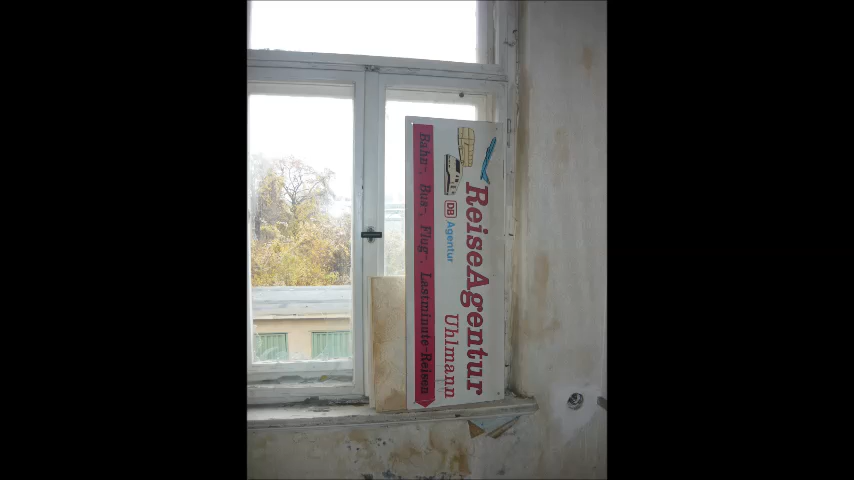 ReiseAgentur
Uhlmann
DB Agentur
Bahn-, Bus-, Flug-, Lastminute-Reisen